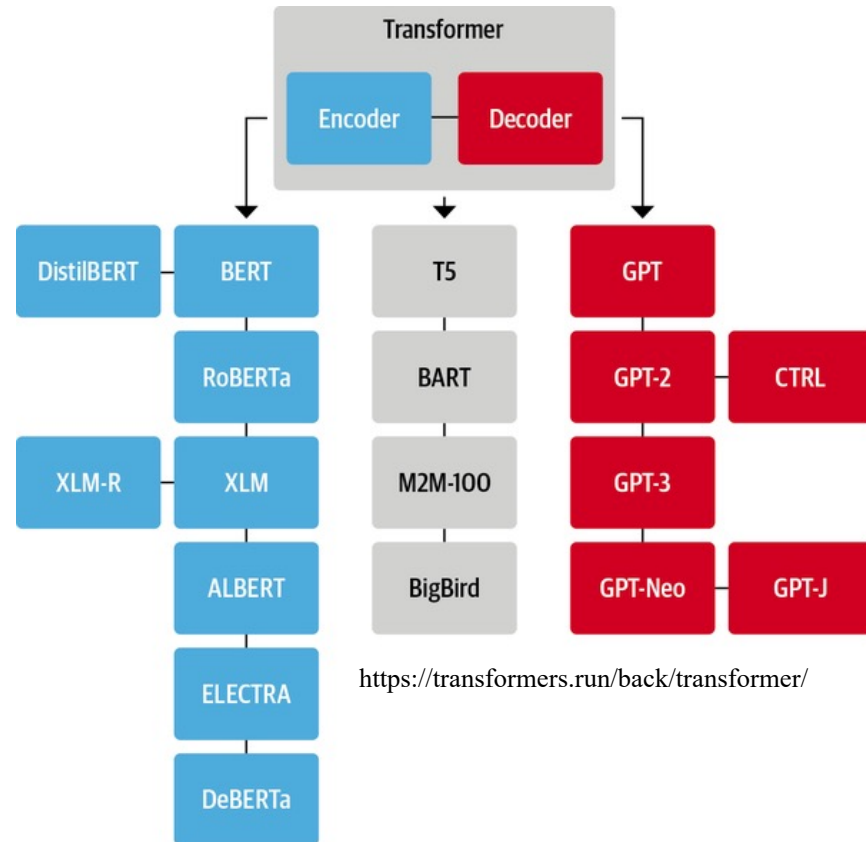 Transformer
Encoder
Decoder
DistilBERT
BERT
T5
GPT
RoBERTa
BART
GPT-2
CTRL
XLM-R
XLM
M2M-100
GPT-3
ALBERT
BigBird
GPT-Neo
GPT-J
ELECTRA
https://transformers.run/back/transformer/
DeBERTa